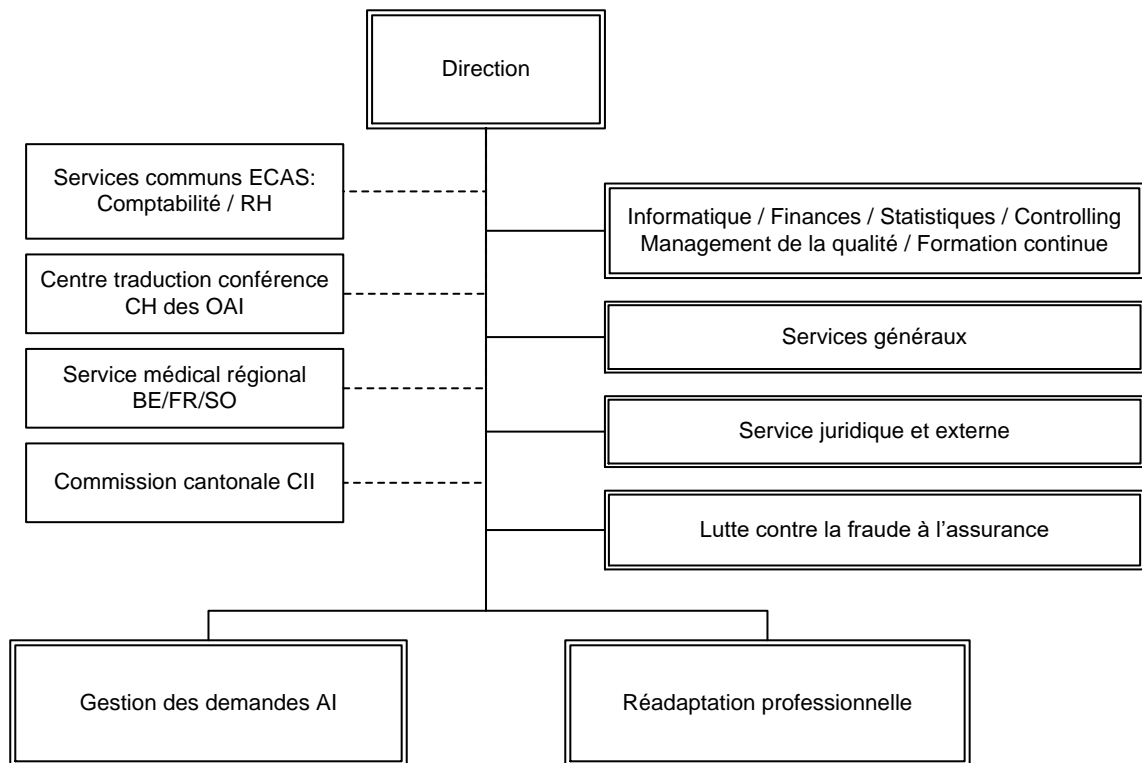 Direction
Services communs ECAS:
Comptabilité / RH
Centre traduction conférence
CH des OAI
Service médical régional
BE/FR/SO
Commission cantonale CII
Informatique / Finances / Statistiques / Controlling
Management de la qualité / Formation continue
Services généraux
Service juridique et externe
Lutte contre la fraude à l’assurance
Gestion des demandes AI
Réadaptation professionnelle